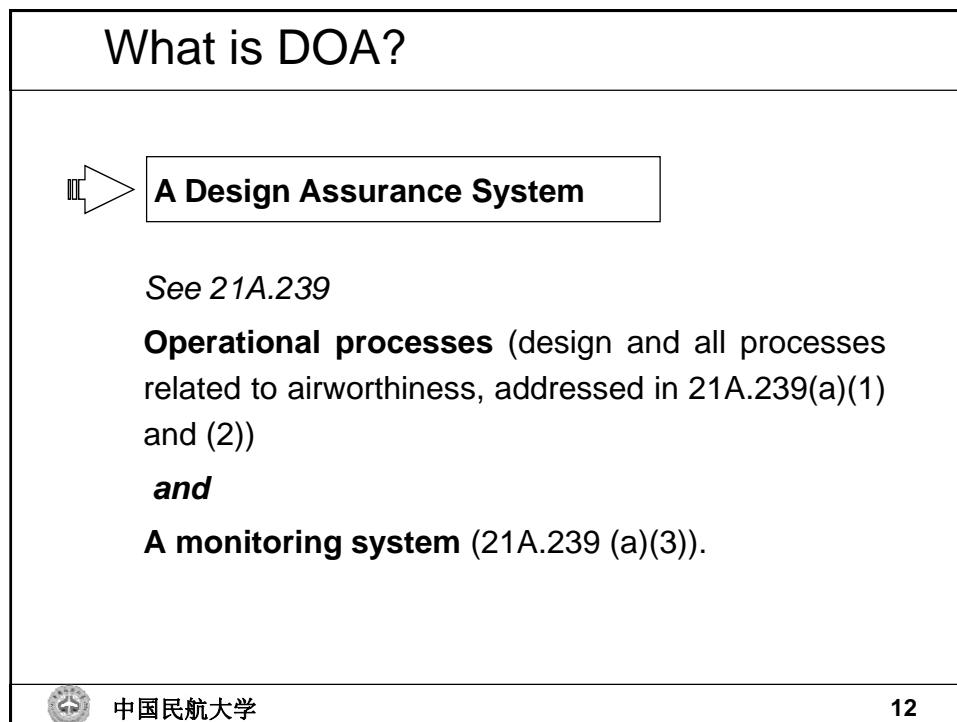 What is DOA?
A Design Assurance System
See 21A.239
Operational processes (design and all processes
related to airworthiness, addressed in 21A.239(a)(1)
and (2))
and
A monitoring system (21A.239 (a)(3)).
中国民航大学
12